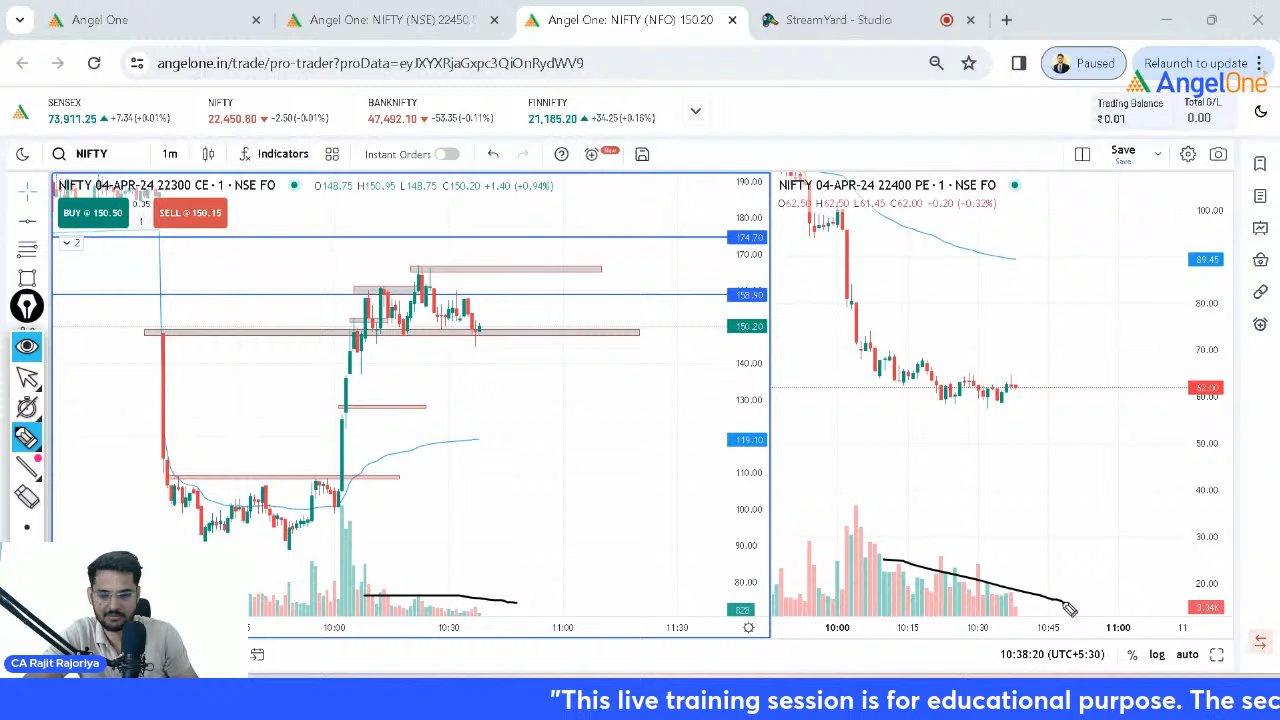 Angel One
Angel One: NIFTY (NSE) 22450.
Angel One: NIFTY (NFO) 150.20
StreamYard - Studio
angelone.in/trade/pro-trader?proData=eyJXYXRjaGxpc3QiOnRydWV9
Paused
Relaunch to update
AngelOne
SENSEX
73,911.25 +7.34(+0.01%)
NIFTY
22,450.80 -2.50(-0.01%)
BANKNIFTY
47,492.10 -53.35(-0.11%)
FINNIFTY
21,185.20 +34.25(+0.16%)
Trading Balance
₹0.01
Total G/L
0.00
NIFTY
1m
Indicators
Instant Orders
New
Save
Save
NIFTY 04-APR-24 22300 CE · 1 · NSE FO
O148.75 H150.95 L148.75 C150.20 +1.40 (+0.94%)
BUY @ 150.50
0.35
1
SELL @ 150.15
2
190.00
180.00
174.70
170.00
158.90
150.20
140.00
130.00
119.10
110.00
100.00
90.00
80.00
828
10:00
10:30
11:00
11:30
NIFTY 04-APR-24 22400 PE · 1 · NSE FO
O62.50 H62.50 L61.45 C62.00 -0.20 (-0.32%)
100.00
89.45
80.00
70.00
62.00
60.00
50.00
40.00
30.00
20.00
3.34K
10:00
10:15
10:30
10:45
11:00
11
10:38:20 (UTC+5:30)
%
log
auto
CA Rajit Rajoriya
"This live training session is for educational purpose. The sec